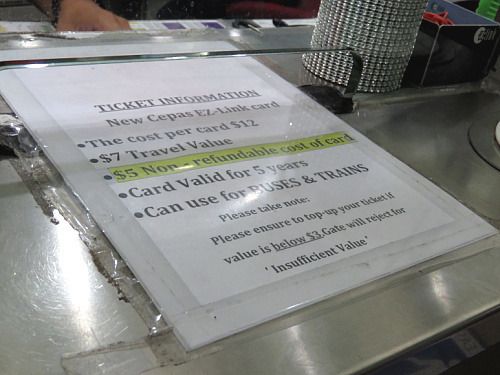 TICKET INFORMATION
New Cepas EZ-Link card
•The cost per card $12
•$7 Travel Value
•$5 Non - refundable cost of card
•Card Valid for 5 years
•Can use for BUSES & TRAINS
Please take note:
Please ensure to top-up your ticket if
value is below $3,Gate will reject for
' Insufficient Value'